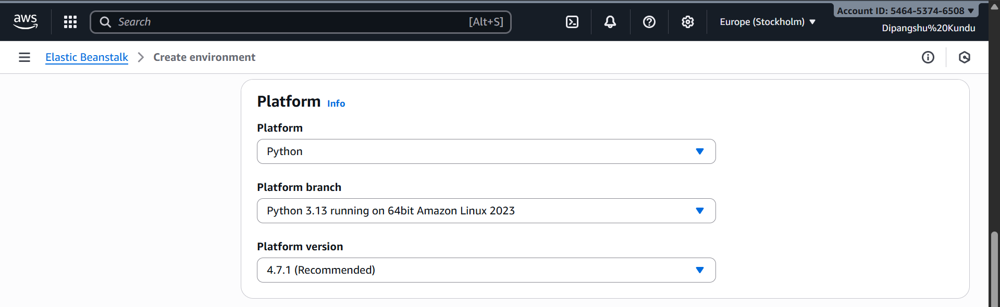 aws
Search [Alt+S]
Europe (Stockholm)
Account ID: 5464-5374-6508
Dipangshu%20Kundu
Elastic Beanstalk Create environment
Platform Info
Platform
Python
Platform branch
Python 3.13 running on 64bit Amazon Linux 2023
Platform version
4.7.1 (Recommended)